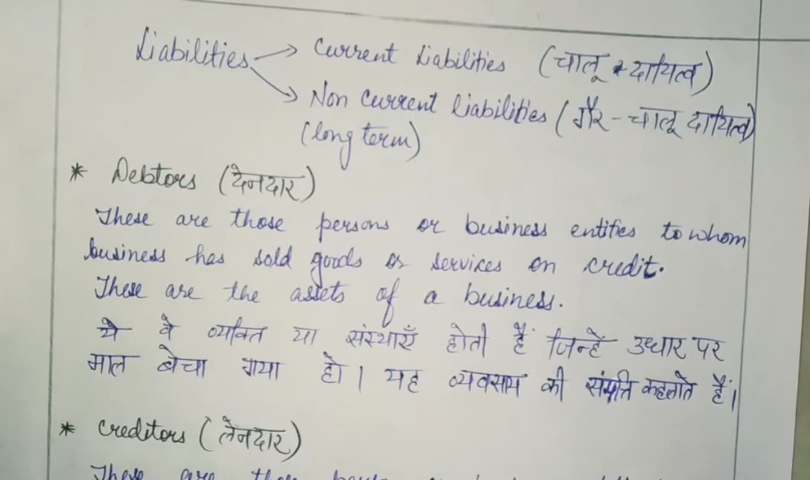 Liabilities → Current Liabilities (चालू दायित्व)
→ Non Current Liabilities (गैर - चालू दायित्व)
(long term)
* Debtors (देनदार)
These are those persons or business entities to whom
business has sold goods or services on credit.
These are the assets of a business.
ये वे व्यक्ति या संस्थाएँ होती हैं जिन्हें उधार पर
माल बेचा गया हो। यह व्यवसाय की संपत्ति कहलाते हैं।
* Creditors (लेनदार)
These are